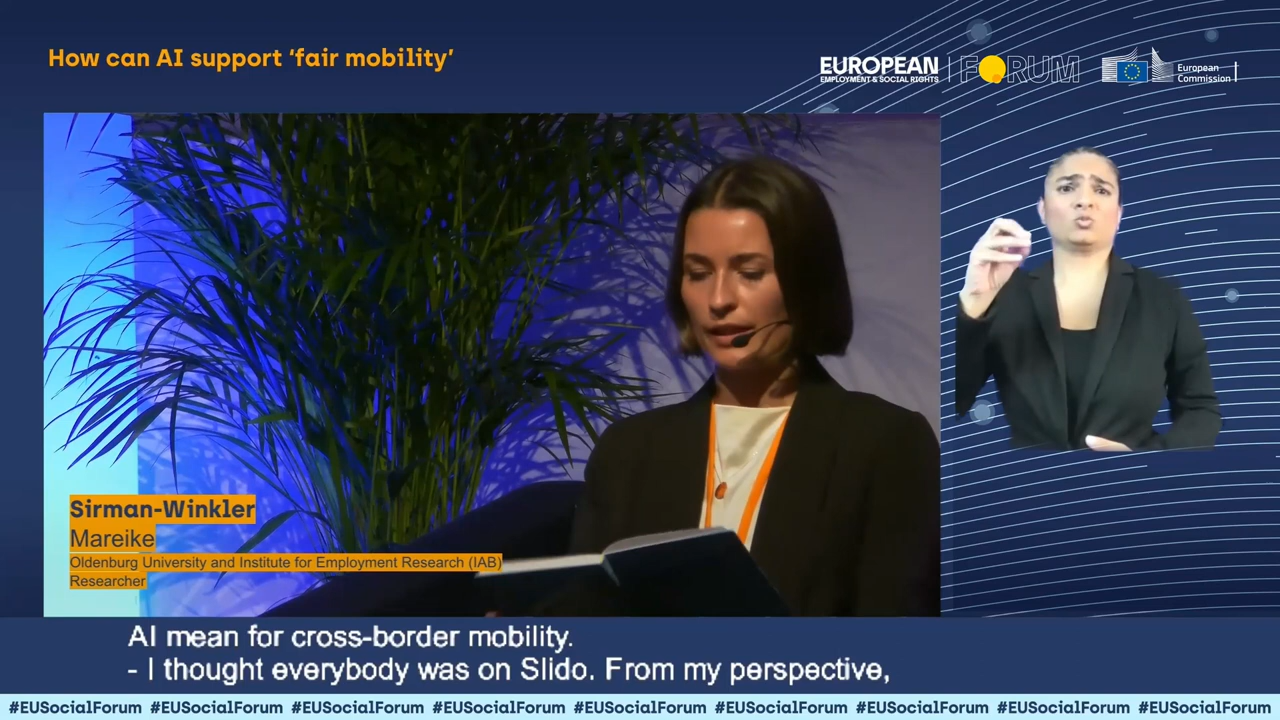 How can AI support ‘fair mobility’
EUROPEAN
EMPLOYMENT & SOCIAL RIGHTS
FORUM
European
Commission
Sirman-Winkler
Mareike
Oldenburg University and Institute for Employment Research (IAB)
Researcher
AI mean for cross-border mobility.
- I thought everybody was on Slido. From my perspective,
#EUSocialForum #EUSocialForum #EUSocialForum #EUSocialForum #EUSocialForum #EUSocialForum #EUSocialForum #EUSocialForum #EUSocialForum